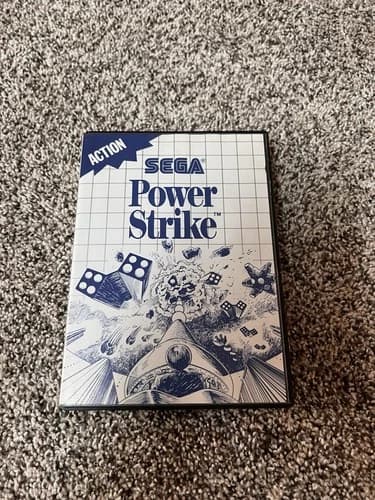 ACTION
SEGA
Power
Strike™